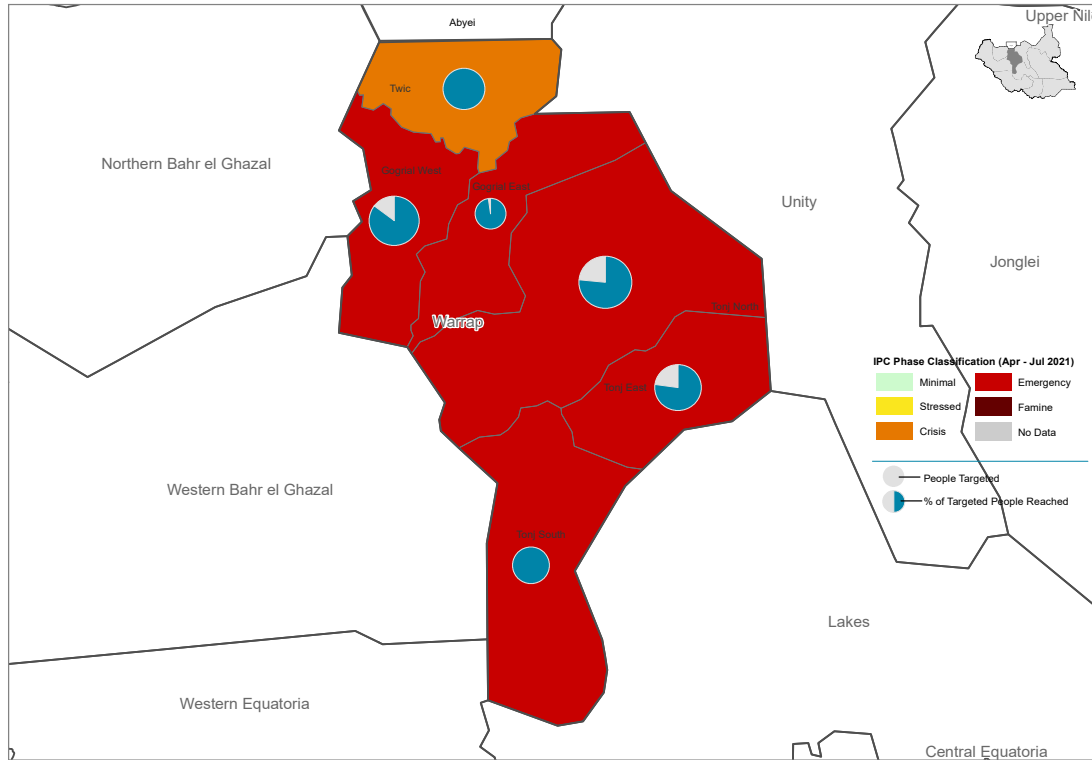 Abyei
Upper Nil
Twic
Northern Bahr el Ghazal
Gogrial West
Gogrial East
Unity
Jonglei
Tonj North
Warrap
IPC Phase Classification (Apr - Jul 2021)
Minimal
Emergency
Stressed
Famine
Crisis
No Data
Tonj East
People Targeted
% of Targeted People Reached
Western Bahr el Ghazal
Tonj South
Lakes
Western Equatoria
Central Equatoria